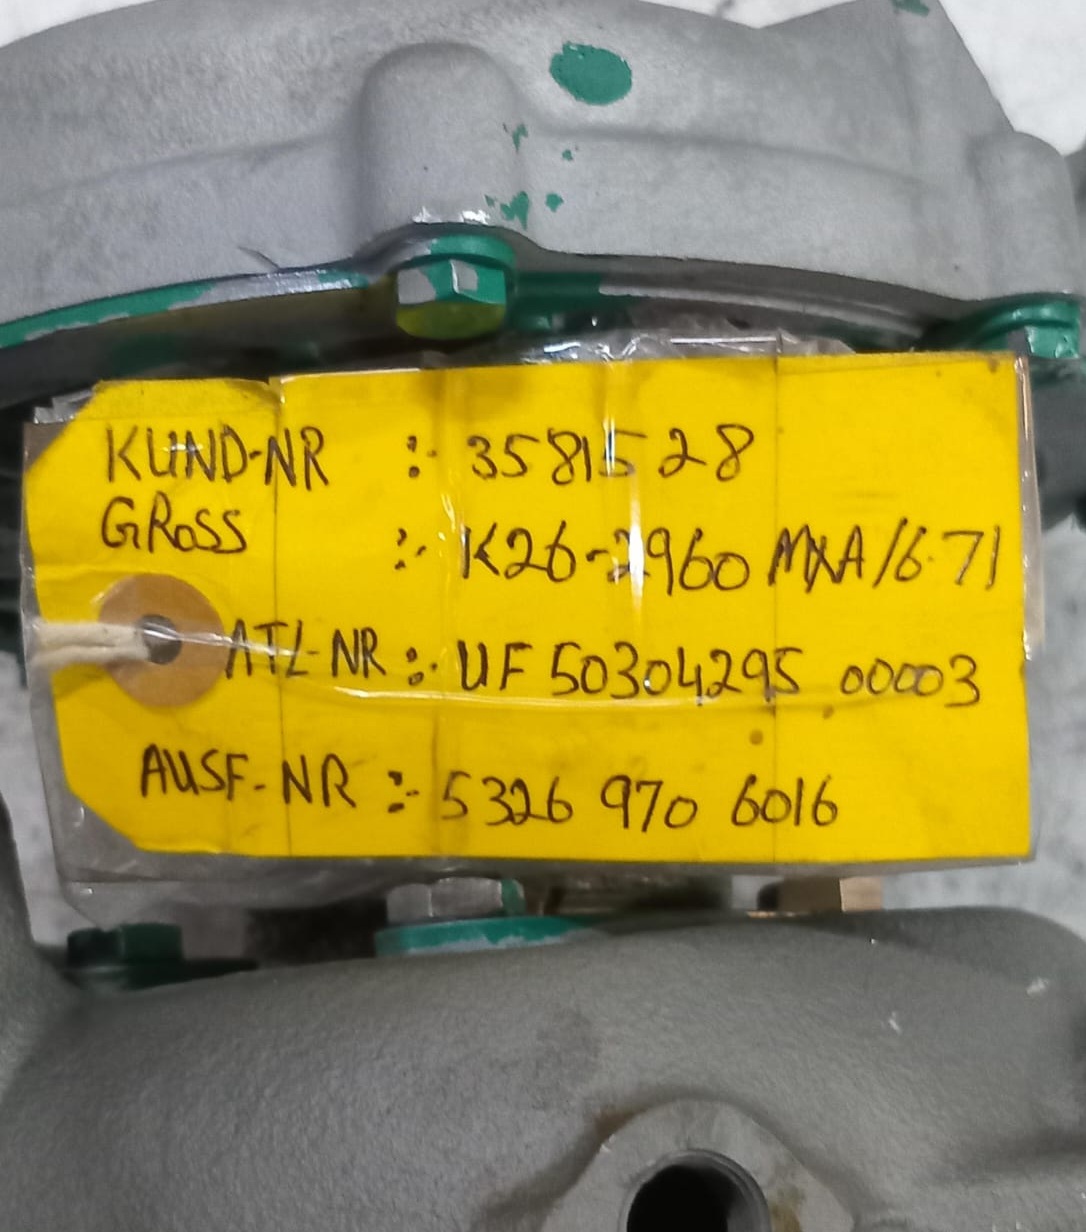 KUND-NR :- 3581528
GROSS :- K26-2960 MXA/6.71
ATL-NR :- UF 50304295 00003
AUSF-NR :- 5326 970 6016